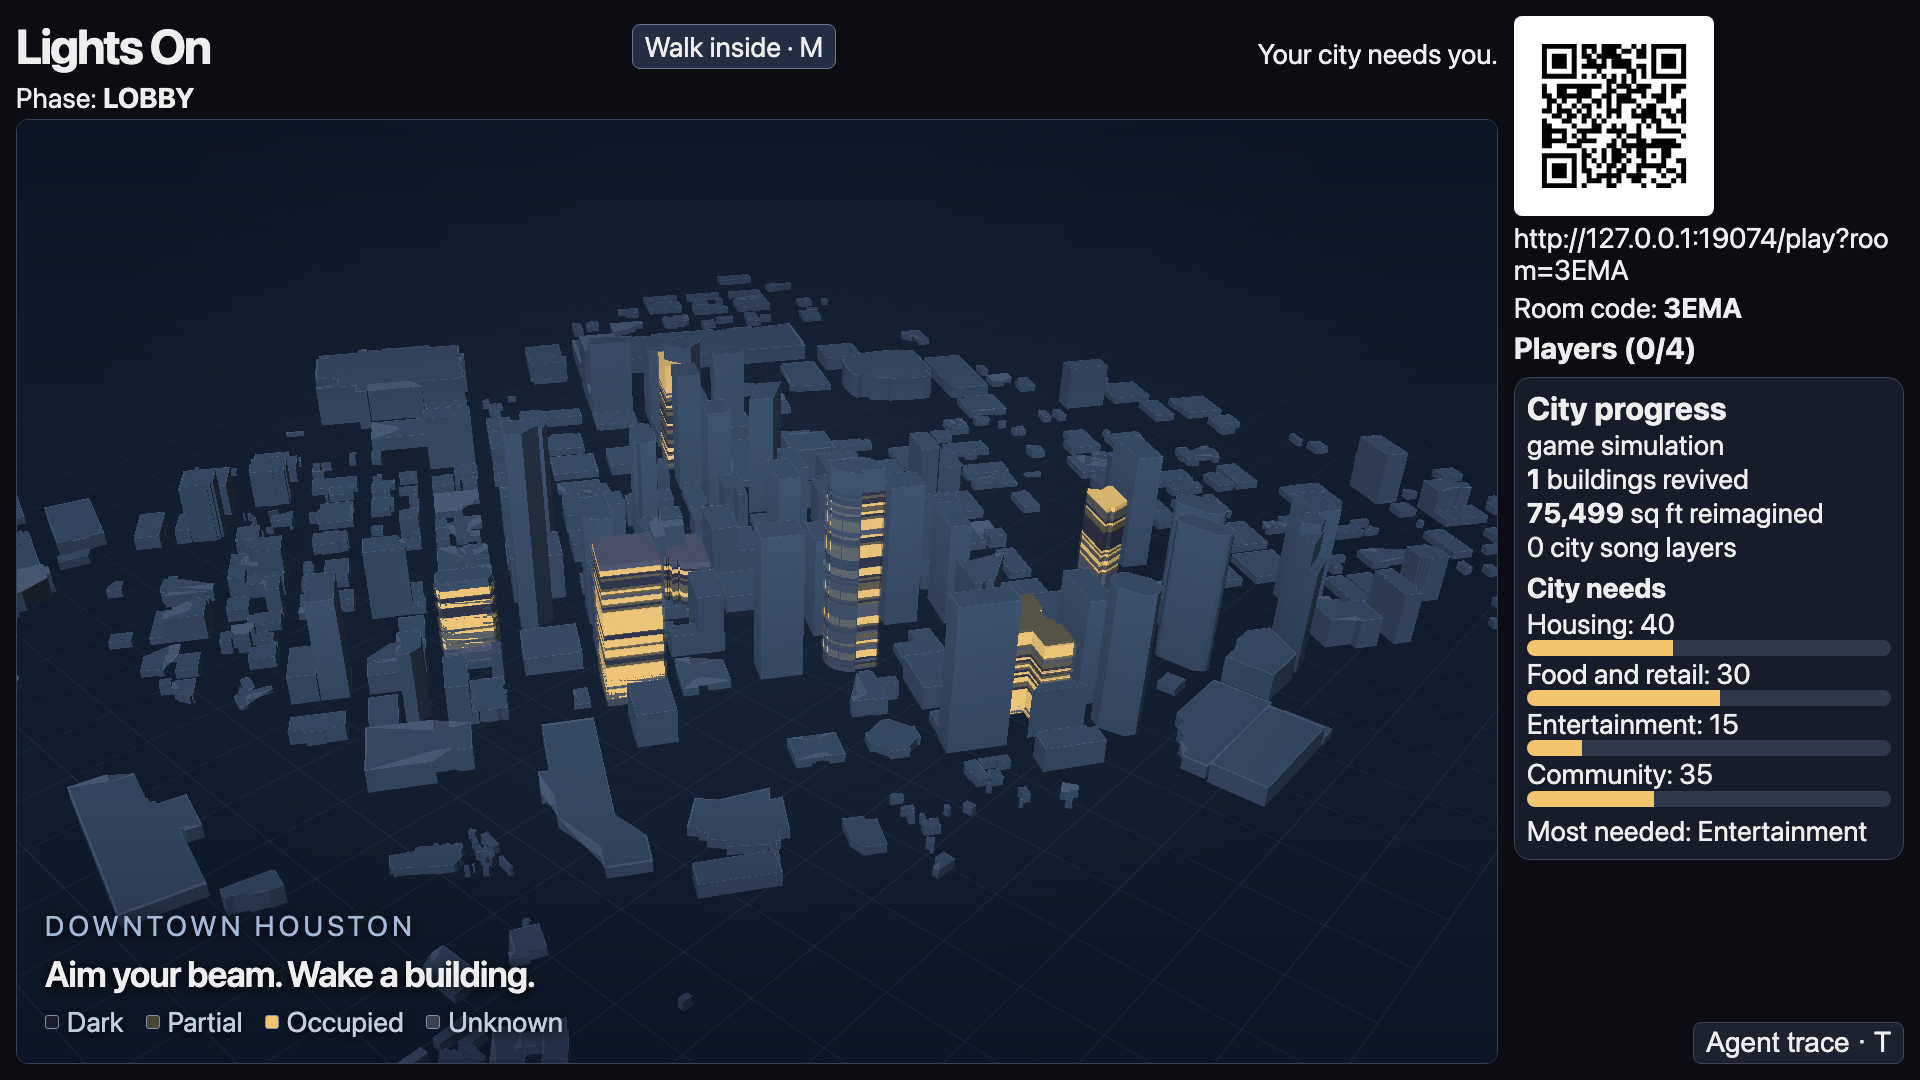 Lights On
Phase: LOBBY
Walk inside · M
Your city needs you.
http://127.0.0.1:19074/play?roo
m=3EMA
Room code: 3EMA
Players (0/4)
City progress
game simulation
1 buildings revived
75,499 sq ft reimagined
0 city song layers
City needs
Housing: 40
Food and retail: 30
Entertainment: 15
Community: 35
Most needed: Entertainment
DOWNTOWN HOUSTON
Aim your beam. Wake a building.
Dark Partial Occupied Unknown
Agent trace · T